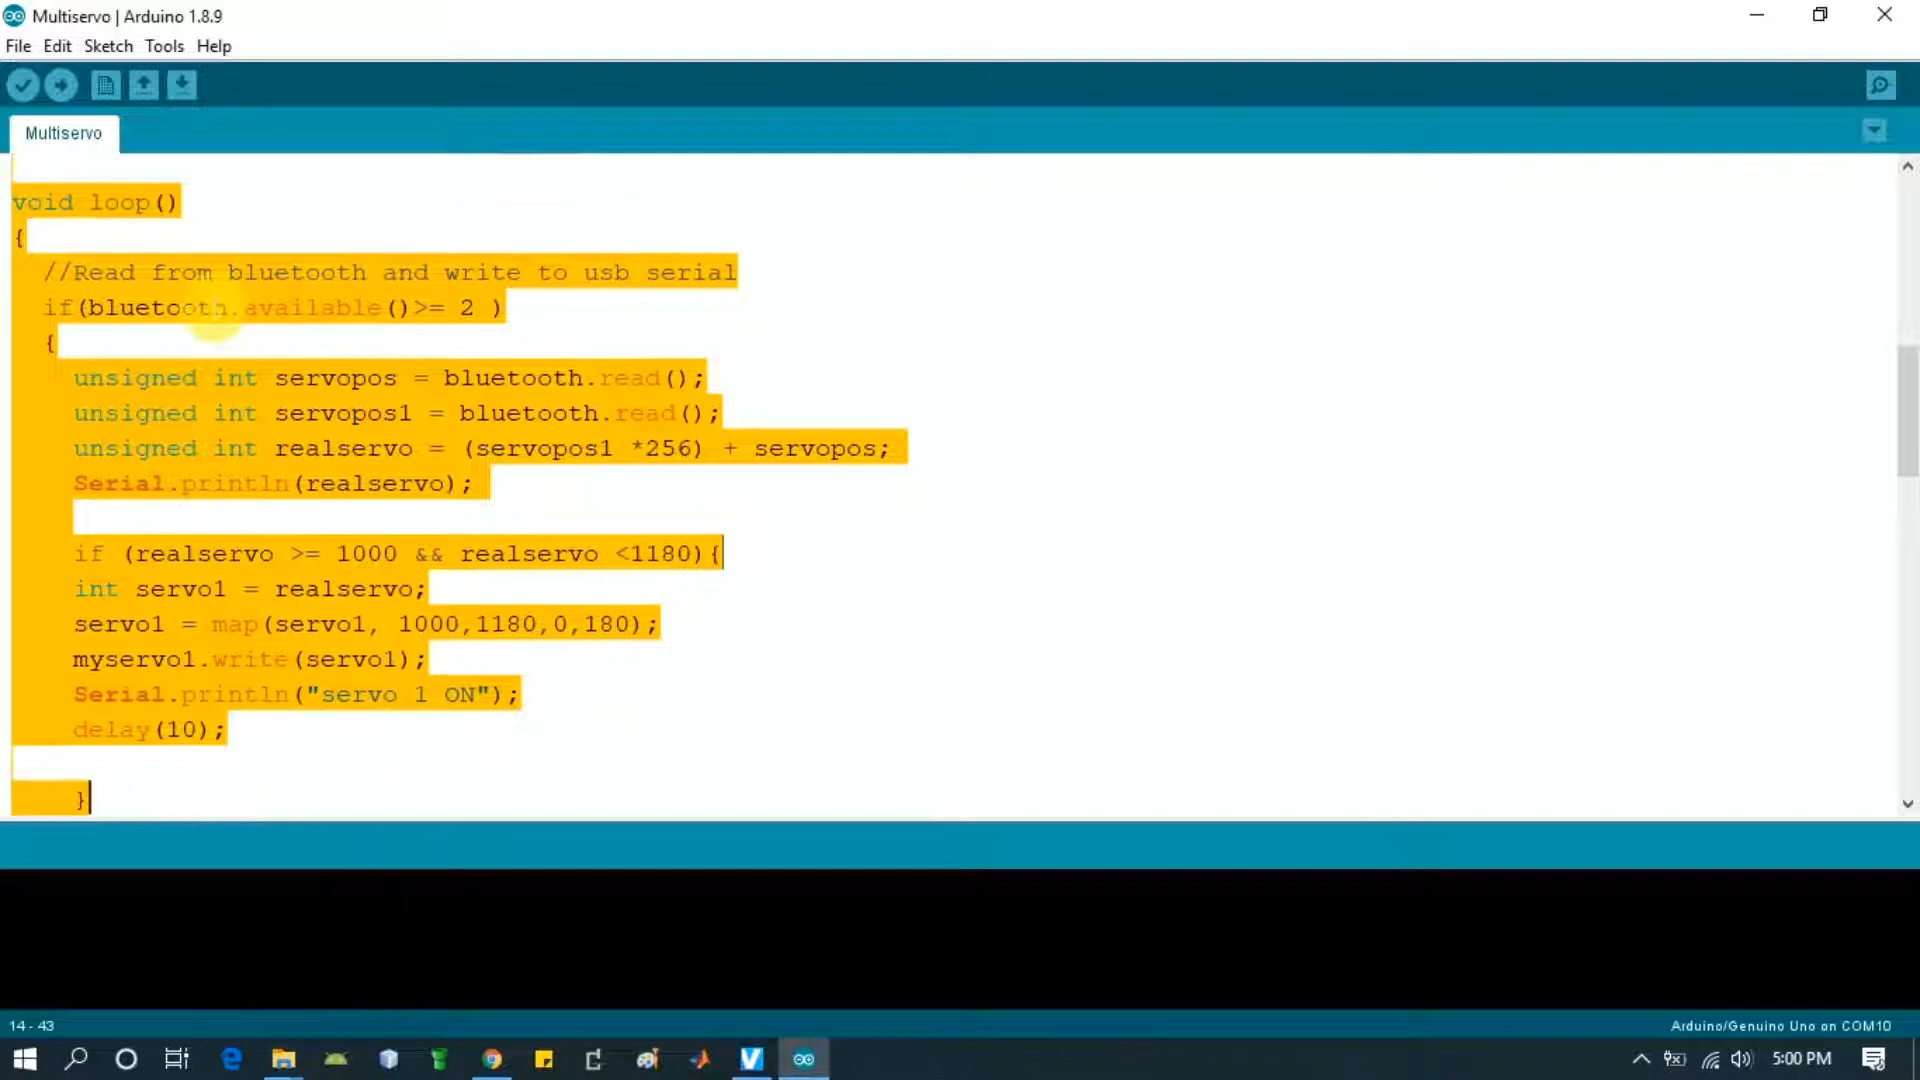 Multiservo | Arduino 1.8.9
File Edit Sketch Tools Help
Multiservo
void loop()
{
//Read from bluetooth and write to usb serial
if(bluetooth.available()>= 2 )
{
unsigned int servopos = bluetooth.read();
unsigned int servopos1 = bluetooth.read();
unsigned int realservo = (servopos1 *256) + servopos;
Serial.println(realservo);
if (realservo >= 1000 && realservo <1180){
int servo1 = realservo;
servo1 = map(servo1, 1000,1180,0,180);
myservo1.write(servo1);
Serial.println("servo 1 ON");
delay(10);
}
14 - 43
Arduino/Genuino Uno on COM10
5:00 PM